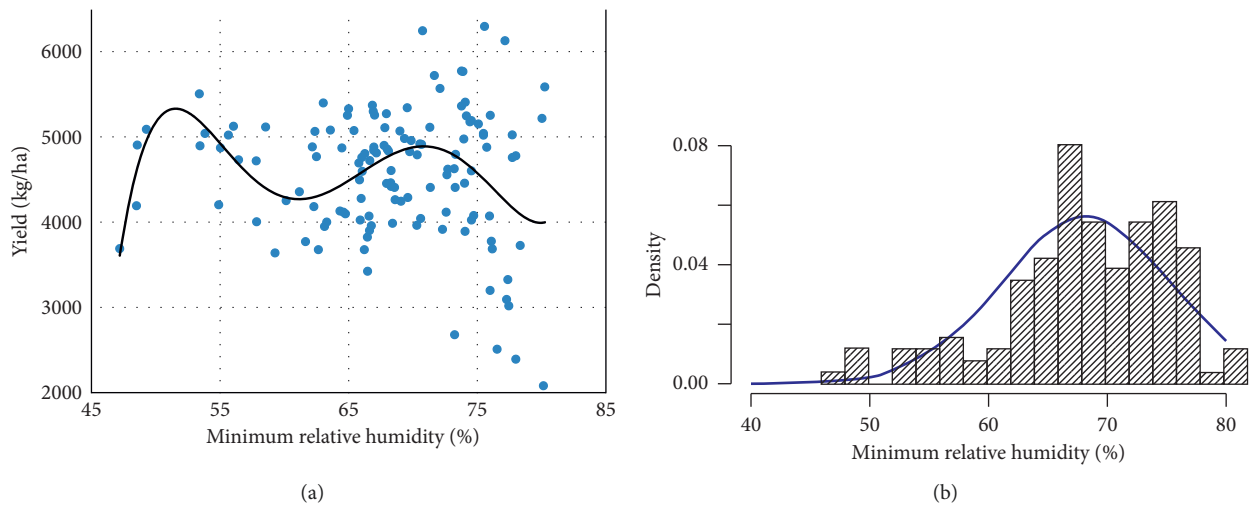 6000
5000
4000
3000
2000
Yield (kg/ha)
45 55 65 75 85
Minimum relative humidity (%)
(a)
0.08
0.04
0.00
Density
40 50 60 70 80
Minimum relative humidity (%)
(b)